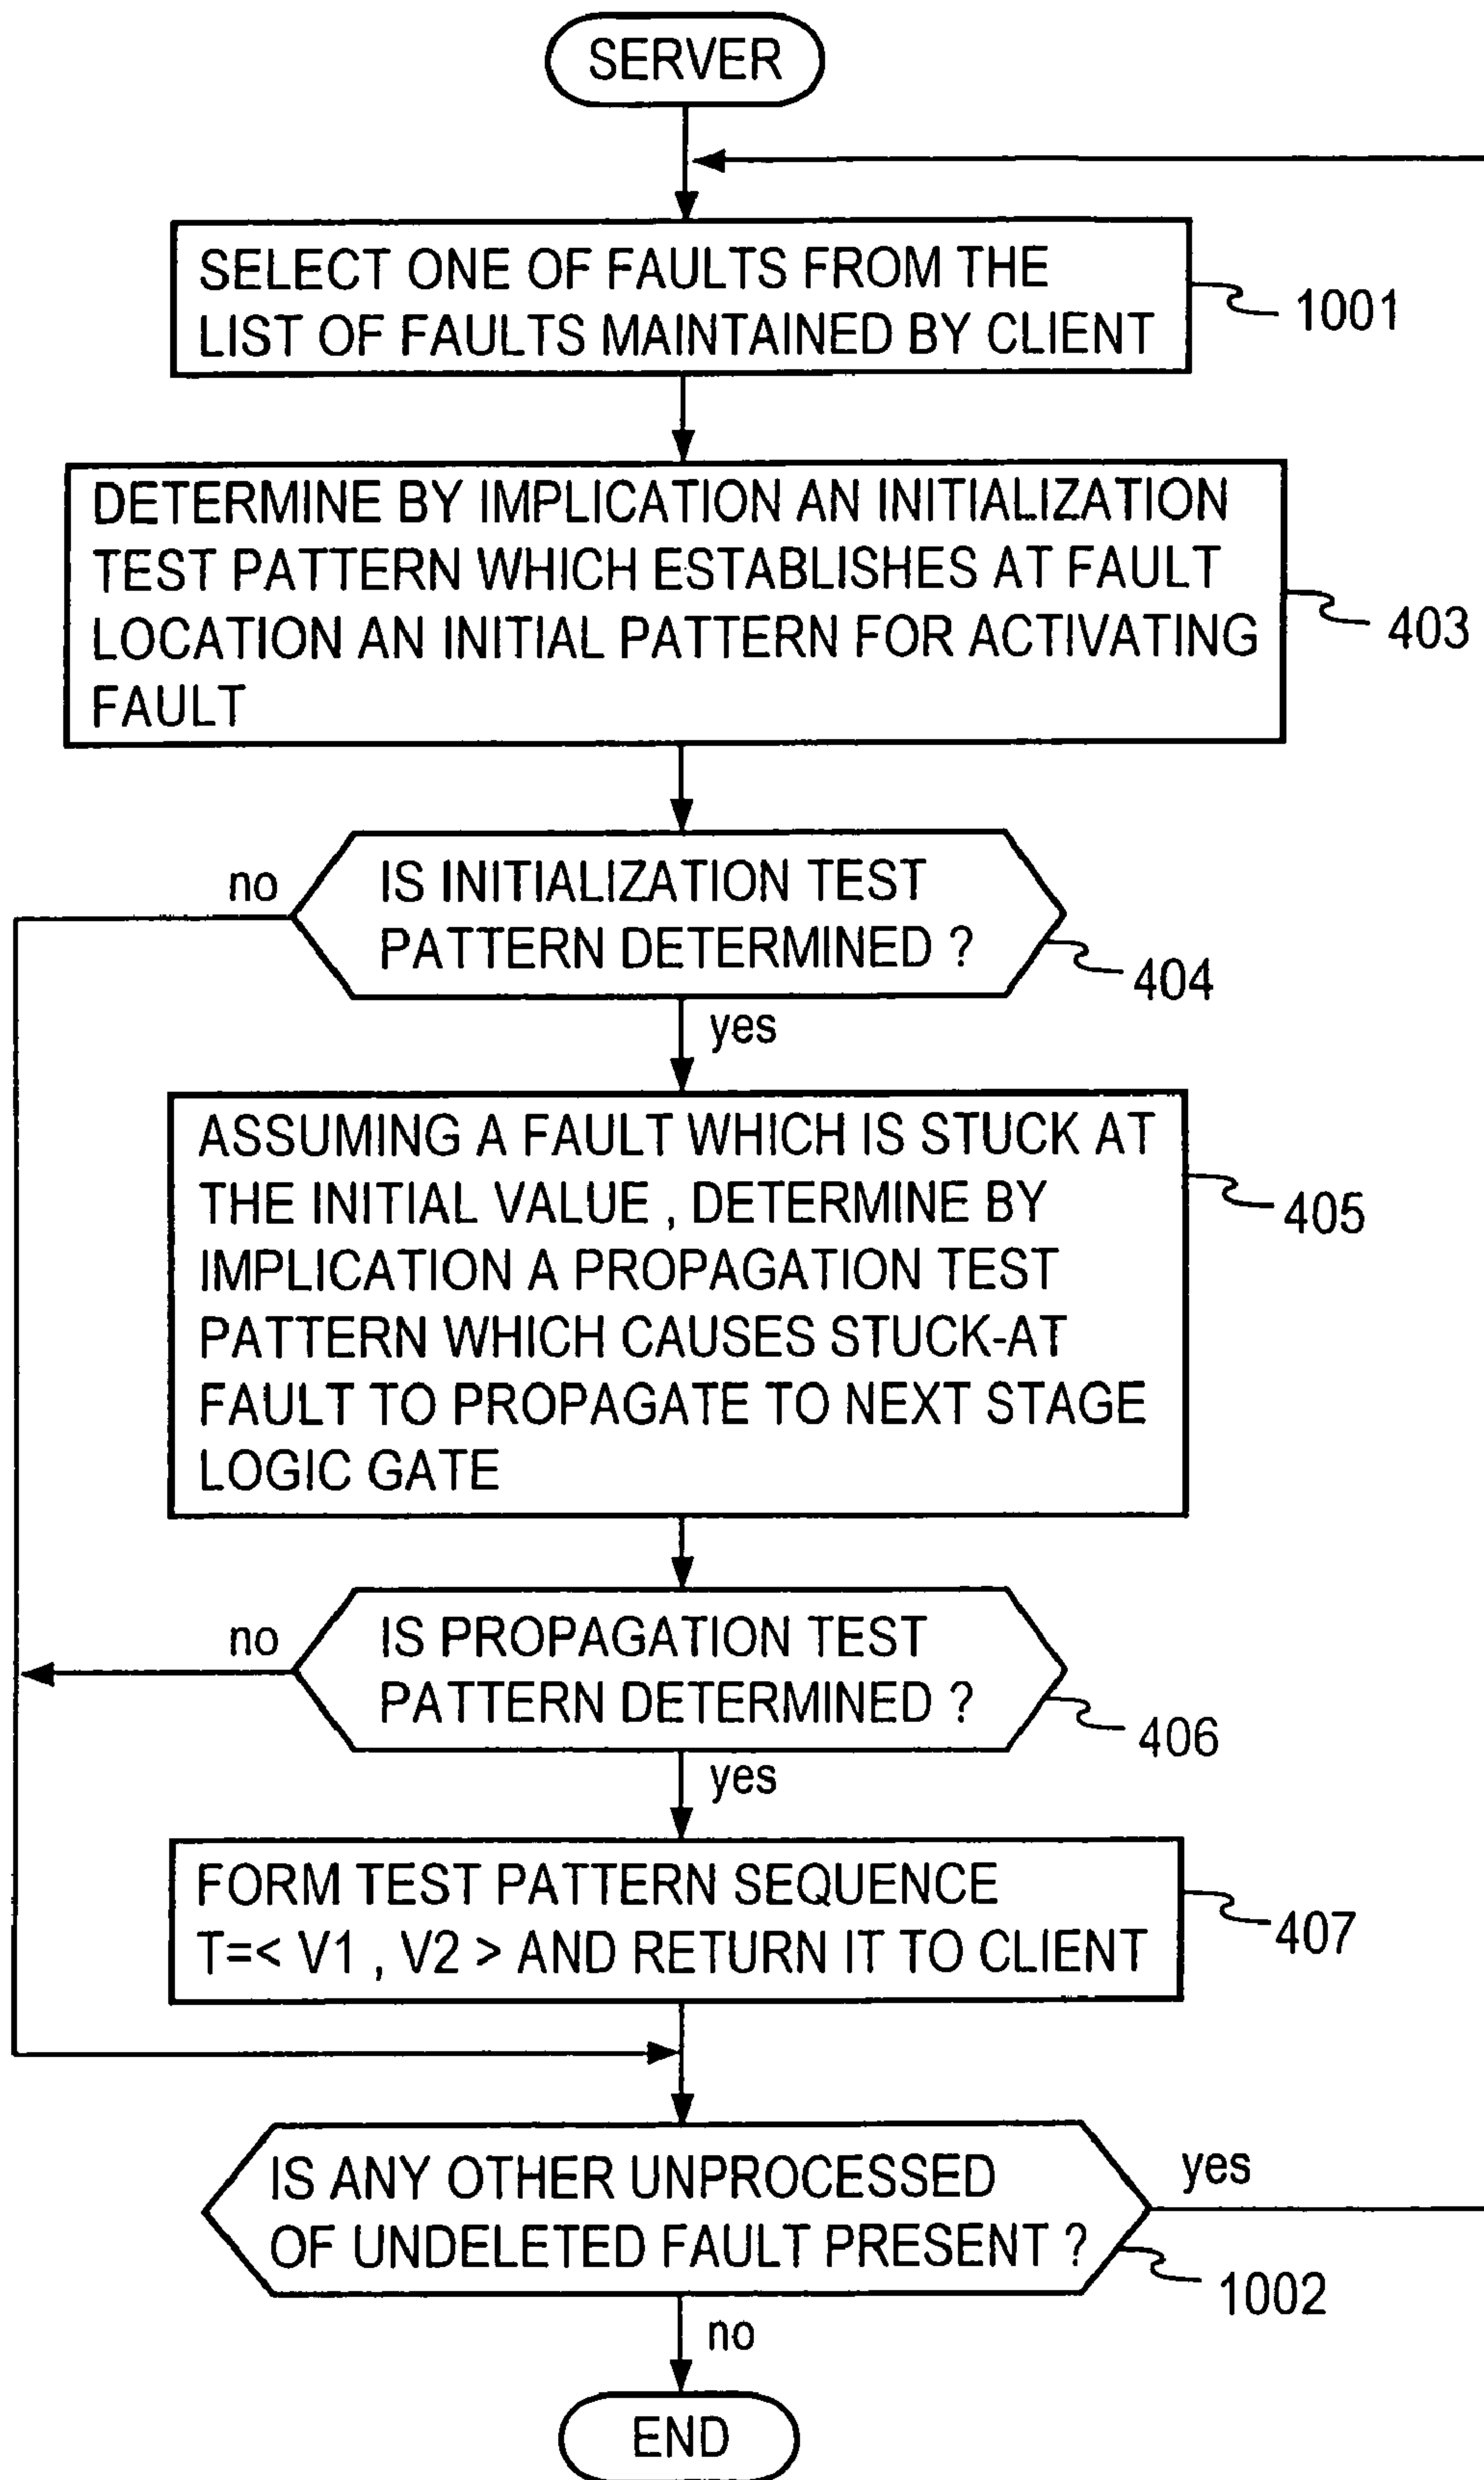 SERVER
SELECT ONE OF FAULTS FROM THE
LIST OF FAULTS MAINTAINED BY CLIENT
1001
DETERMINE BY IMPLICATION AN INITIALIZATION
TEST PATTERN WHICH ESTABLISHES AT FAULT
LOCATION AN INITIAL PATTERN FOR ACTIVATING
FAULT
403
no
IS INITIALIZATION TEST
PATTERN DETERMINED ?
404
yes
ASSUMING A FAULT WHICH IS STUCK AT
THE INITIAL VALUE , DETERMINE BY
IMPLICATION A PROPAGATION TEST
PATTERN WHICH CAUSES STUCK-AT
FAULT TO PROPAGATE TO NEXT STAGE
LOGIC GATE
405
no
IS PROPAGATION TEST
PATTERN DETERMINED ?
406
yes
FORM TEST PATTERN SEQUENCE
T=< V1 , V2 > AND RETURN IT TO CLIENT
407
IS ANY OTHER UNPROCESSED
OF UNDELETED FAULT PRESENT ?
yes
1002
no
END